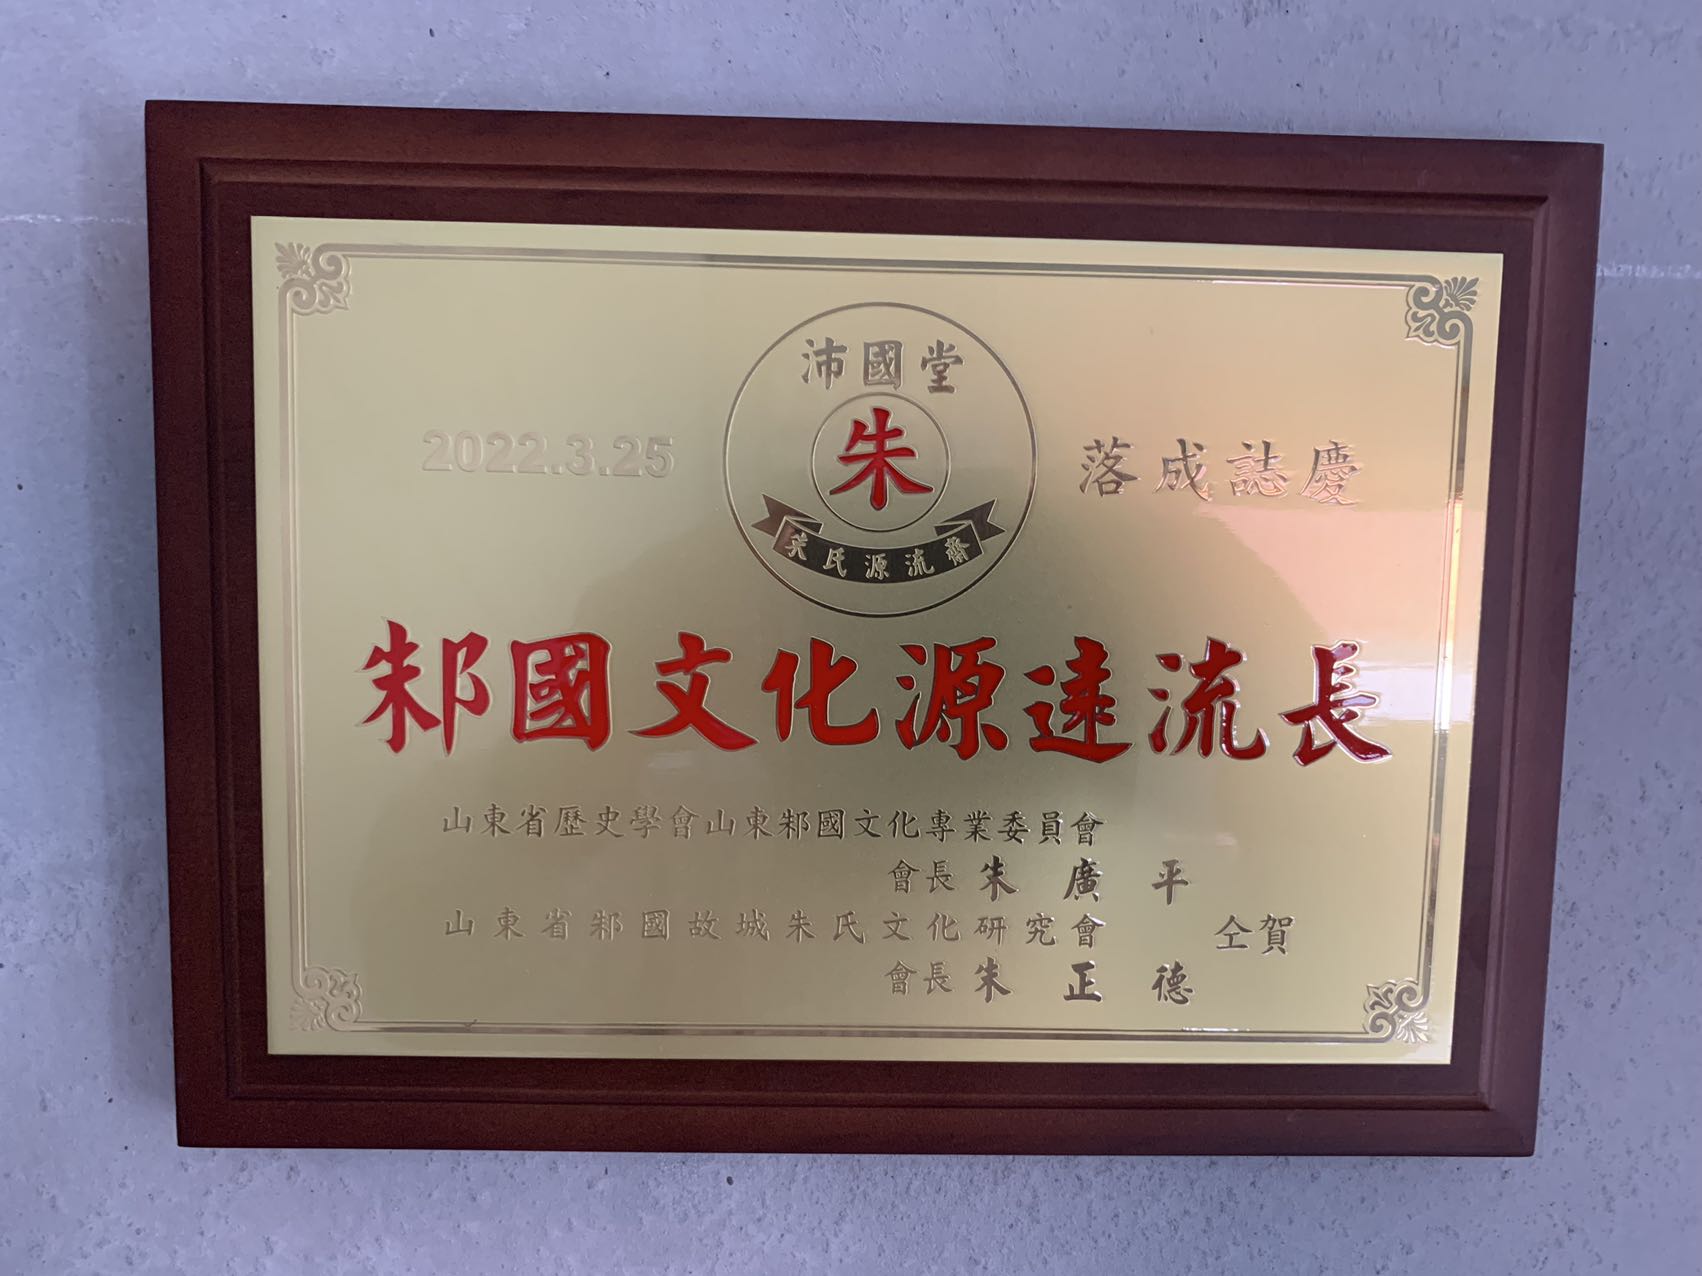 沛國堂
2022.3.25
朱
落成誌慶
朱氏源流齋
邾國文化源遠流長
山東省歷史學會山東邾國文化專業委員會
會長 朱廣平
山東省邾國故城朱氏文化研究會 仝賀
會長 朱正德